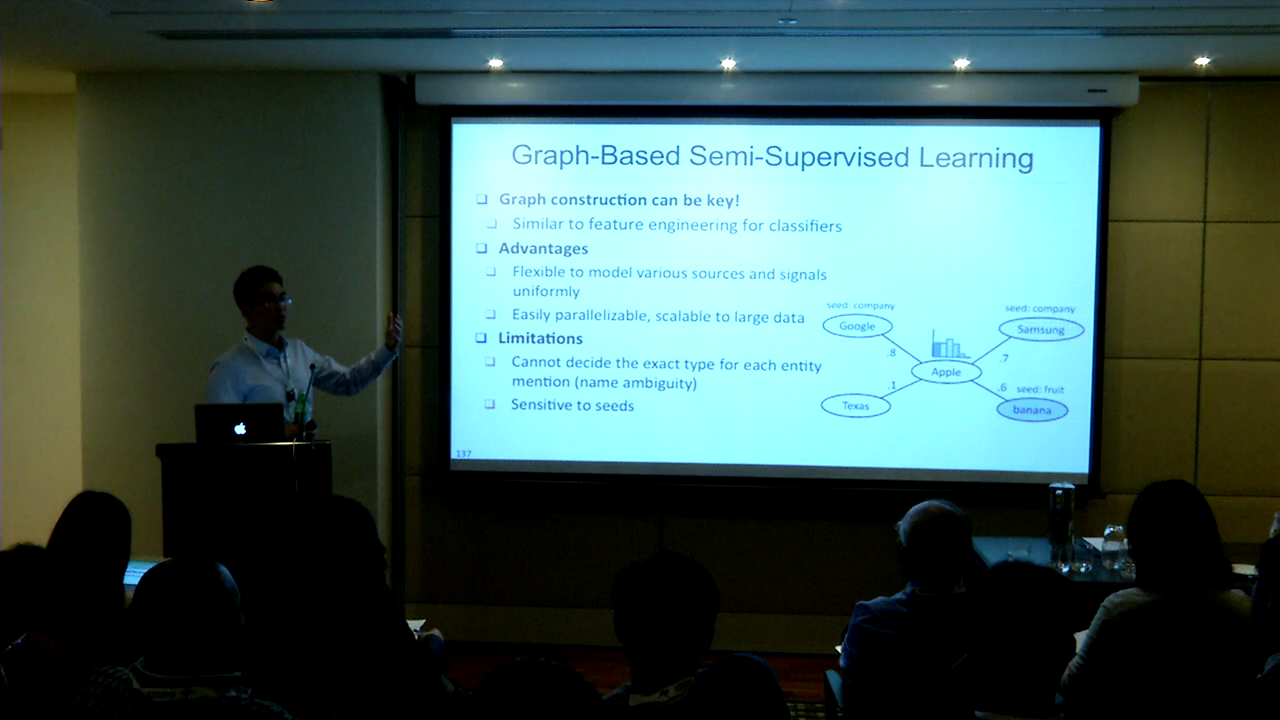 Graph-Based Semi-Supervised Learning
❑ Graph construction can be key!
❑ Similar to feature engineering for classifiers
❑ Advantages
❑ Flexible to model various sources and signals
uniformly
❑ Easily parallelizable, scalable to large data
❑ Limitations
❑ Cannot decide the exact type for each entity
mention (name ambiguity)
❑ Sensitive to seeds
seed: company
Google
seed: company
Samsung
.8
.7
Apple
.1
.6
seed: fruit
Texas
banana
137